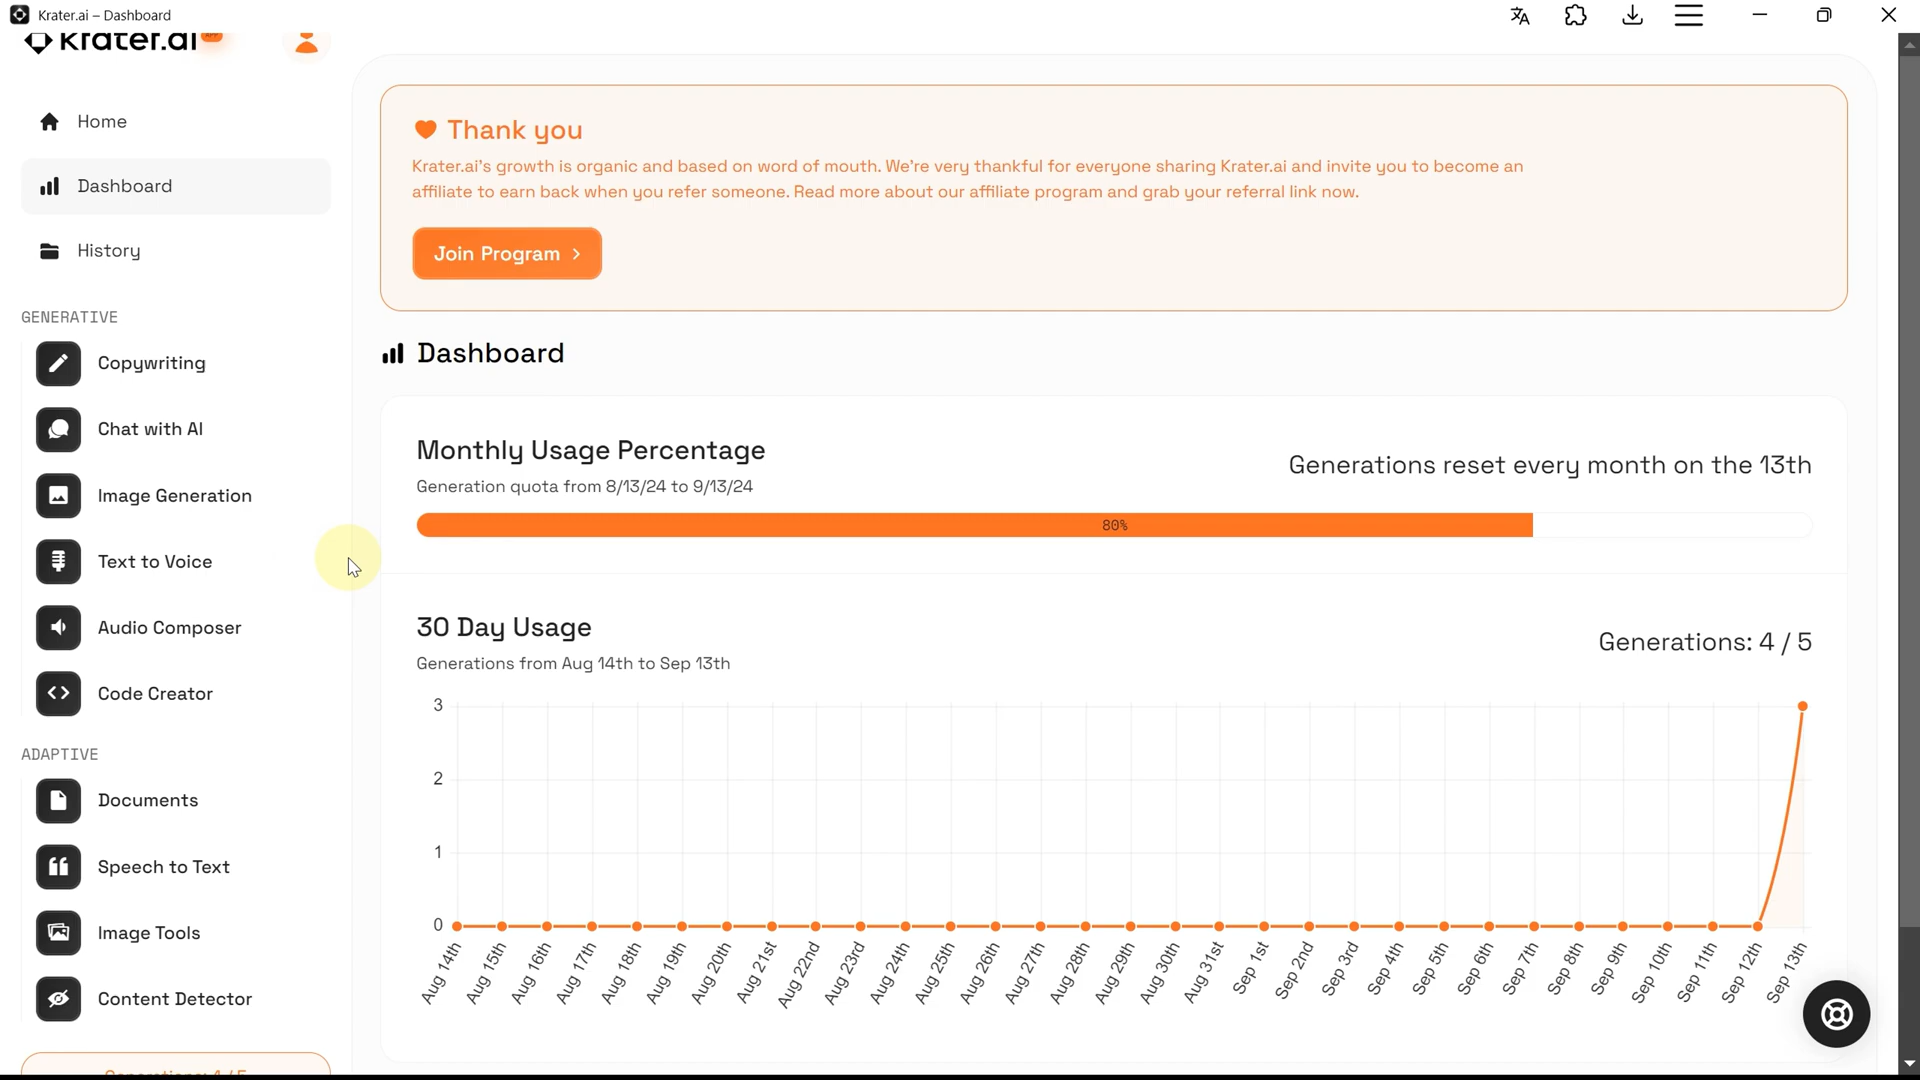 Krater.ai – Dashboard
krater.ai
Home
Dashboard
History
GENERATIVE
Copywriting
Chat with AI
Image Generation
Text to Voice
Audio Composer
Code Creator
ADAPTIVE
Documents
Speech to Text
Image Tools
Content Detector
Generations: 4 / 5
Thank you
Krater.ai's growth is organic and based on word of mouth. We're very thankful for everyone sharing Krater.ai and invite you to become an
affiliate to earn back when you refer someone. Read more about our affiliate program and grab your referral link now.
Join Program
Dashboard
Monthly Usage Percentage
Generation quota from 8/13/24 to 9/13/24
Generations reset every month on the 13th
80%
30 Day Usage
Generations from Aug 14th to Sep 13th
Generations: 4 / 5
3
2
1
0
Aug 14th
Aug 15th
Aug 16th
Aug 17th
Aug 18th
Aug 19th
Aug 20th
Aug 21st
Aug 22nd
Aug 23rd
Aug 24th
Aug 25th
Aug 26th
Aug 27th
Aug 28th
Aug 29th
Aug 30th
Aug 31st
Sep 1st
Sep 2nd
Sep 3rd
Sep 4th
Sep 5th
Sep 6th
Sep 7th
Sep 8th
Sep 9th
Sep 10th
Sep 11th
Sep 12th
Sep 13th